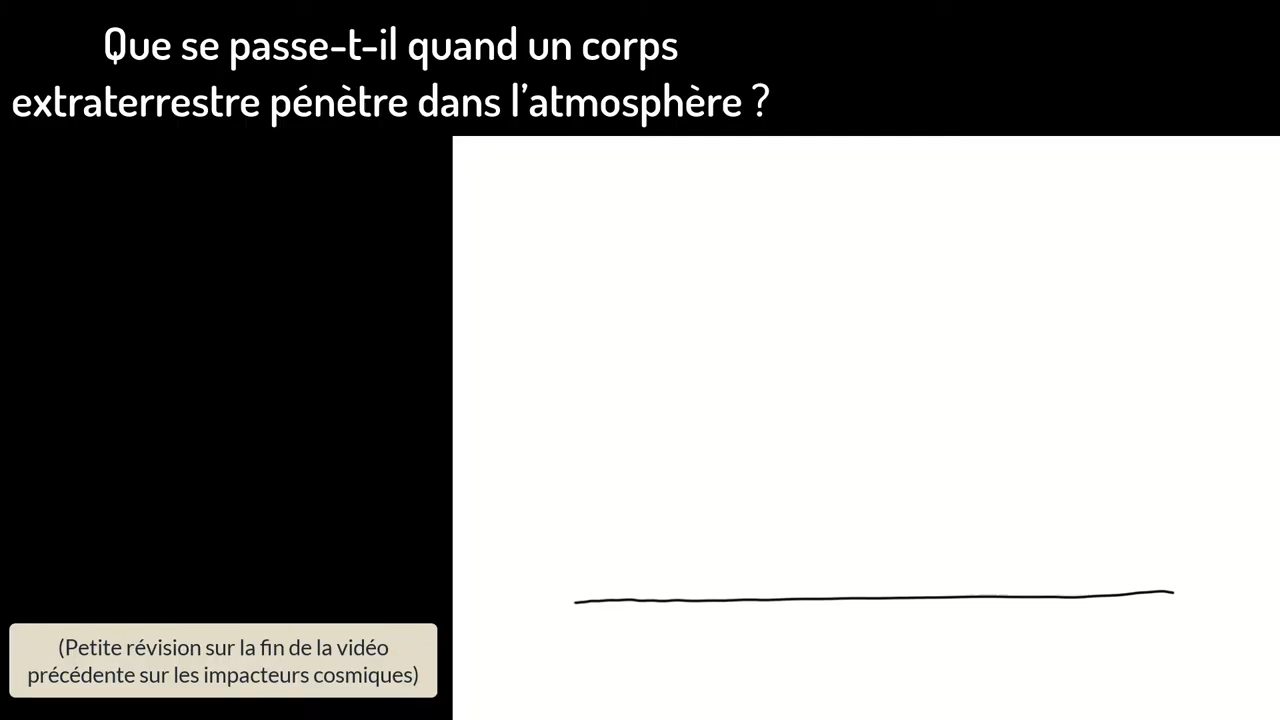 Que se passe-t-il quand un corps
extraterrestre pénètre dans l’atmosphère ?
(Petite révision sur la fin de la vidéo
précédente sur les impacteurs cosmiques)